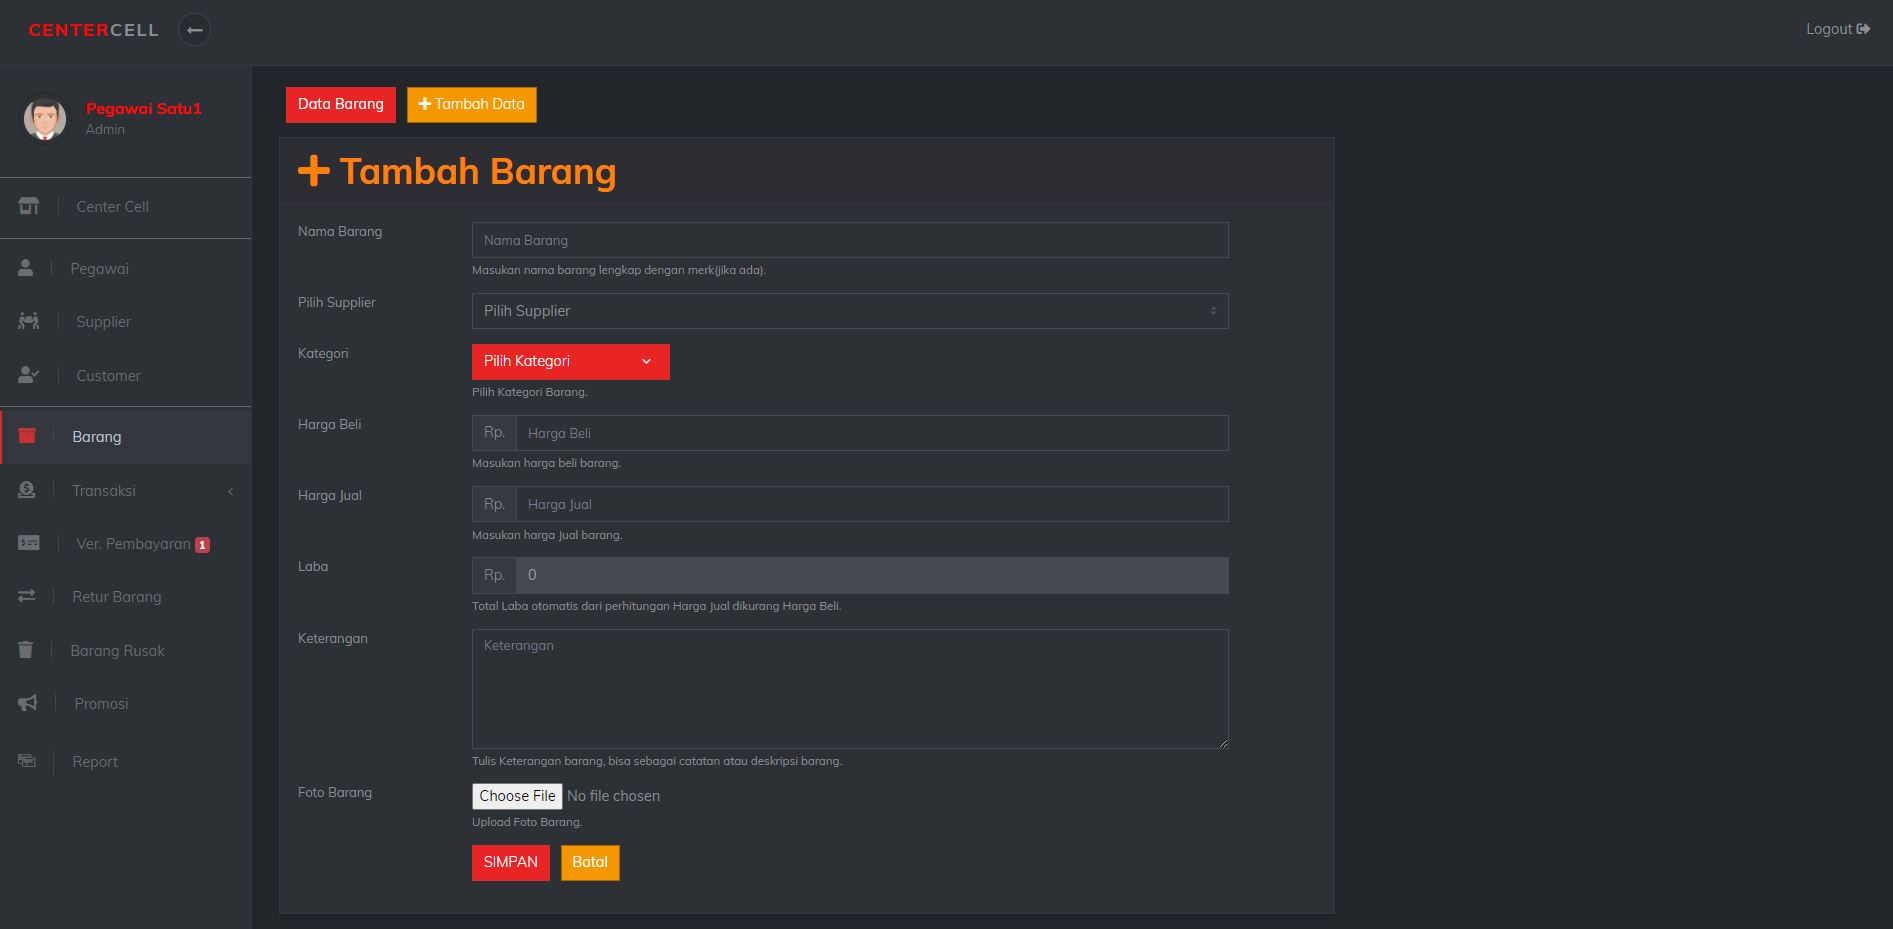 CENTERCELL
Logout
Pegawai Satu1
Admin
Center Cell
Pegawai
Supplier
Customer
Barang
Transaksi
Ver. Pembayaran 1
Retur Barang
Barang Rusak
Promosi
Report
Data Barang
Tambah Data
Tambah Barang
Nama Barang
Nama Barang
Masukan nama barang lengkap dengan merk(jika ada).
Pilih Supplier
Pilih Supplier
Kategori
Pilih Kategori
Pilih Kategori Barang.
Harga Beli
Rp. Harga Beli
Masukan harga beli barang.
Harga Jual
Rp. Harga Jual
Masukan harga Jual barang.
Laba
Rp. 0
Total Laba otomatis dari perhitungan Harga Jual dikurang Harga Beli.
Keterangan
Keterangan
Tulis Keterangan barang, bisa sebagai catatan atau deskripsi barang.
Foto Barang
Choose File No file chosen
Upload Foto Barang.
SIMPAN
Batal